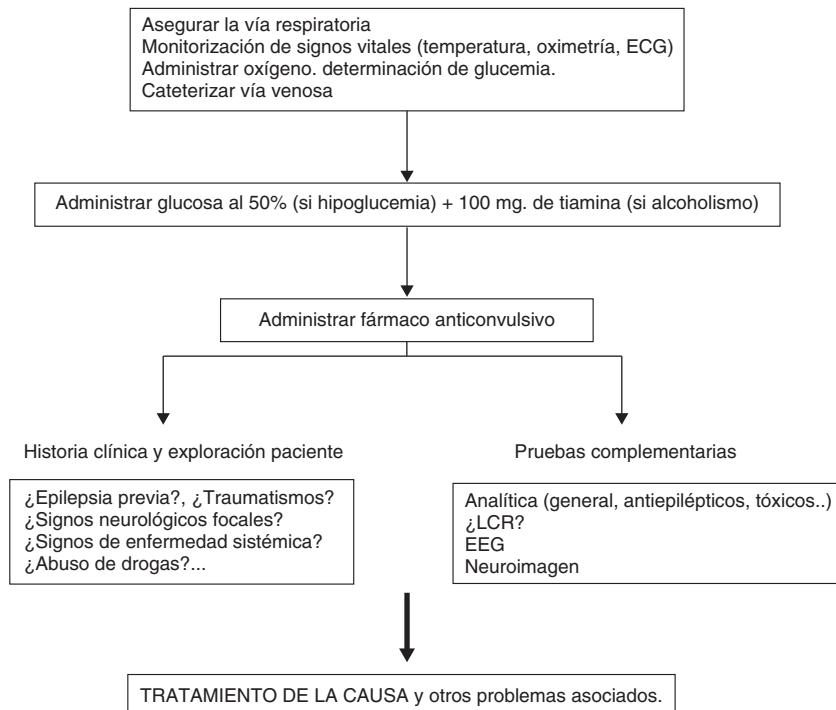 Asegurar la vía respiratoria
Monitorización de signos vitales (temperatura, oximetría, ECG)
Administrar oxígeno. determinación de glucemia.
Cateterizar vía venosa
Administrar glucosa al 50% (si hipoglucemia) + 100 mg. de tiamina (si alcoholismo)
Administrar fármaco anticonvulsivo
Historia clínica y exploración paciente
¿Epilepsia previa?, ¿Traumatismos?
¿Signos neurológicos focales?
¿Signos de enfermedad sistémica?
¿Abuso de drogas?...
Pruebas complementarias
Analítica (general, antiepilépticos, tóxicos..)
¿LCR?
EEG
Neuroimagen
TRATAMIENTO DE LA CAUSA y otros problemas asociados.